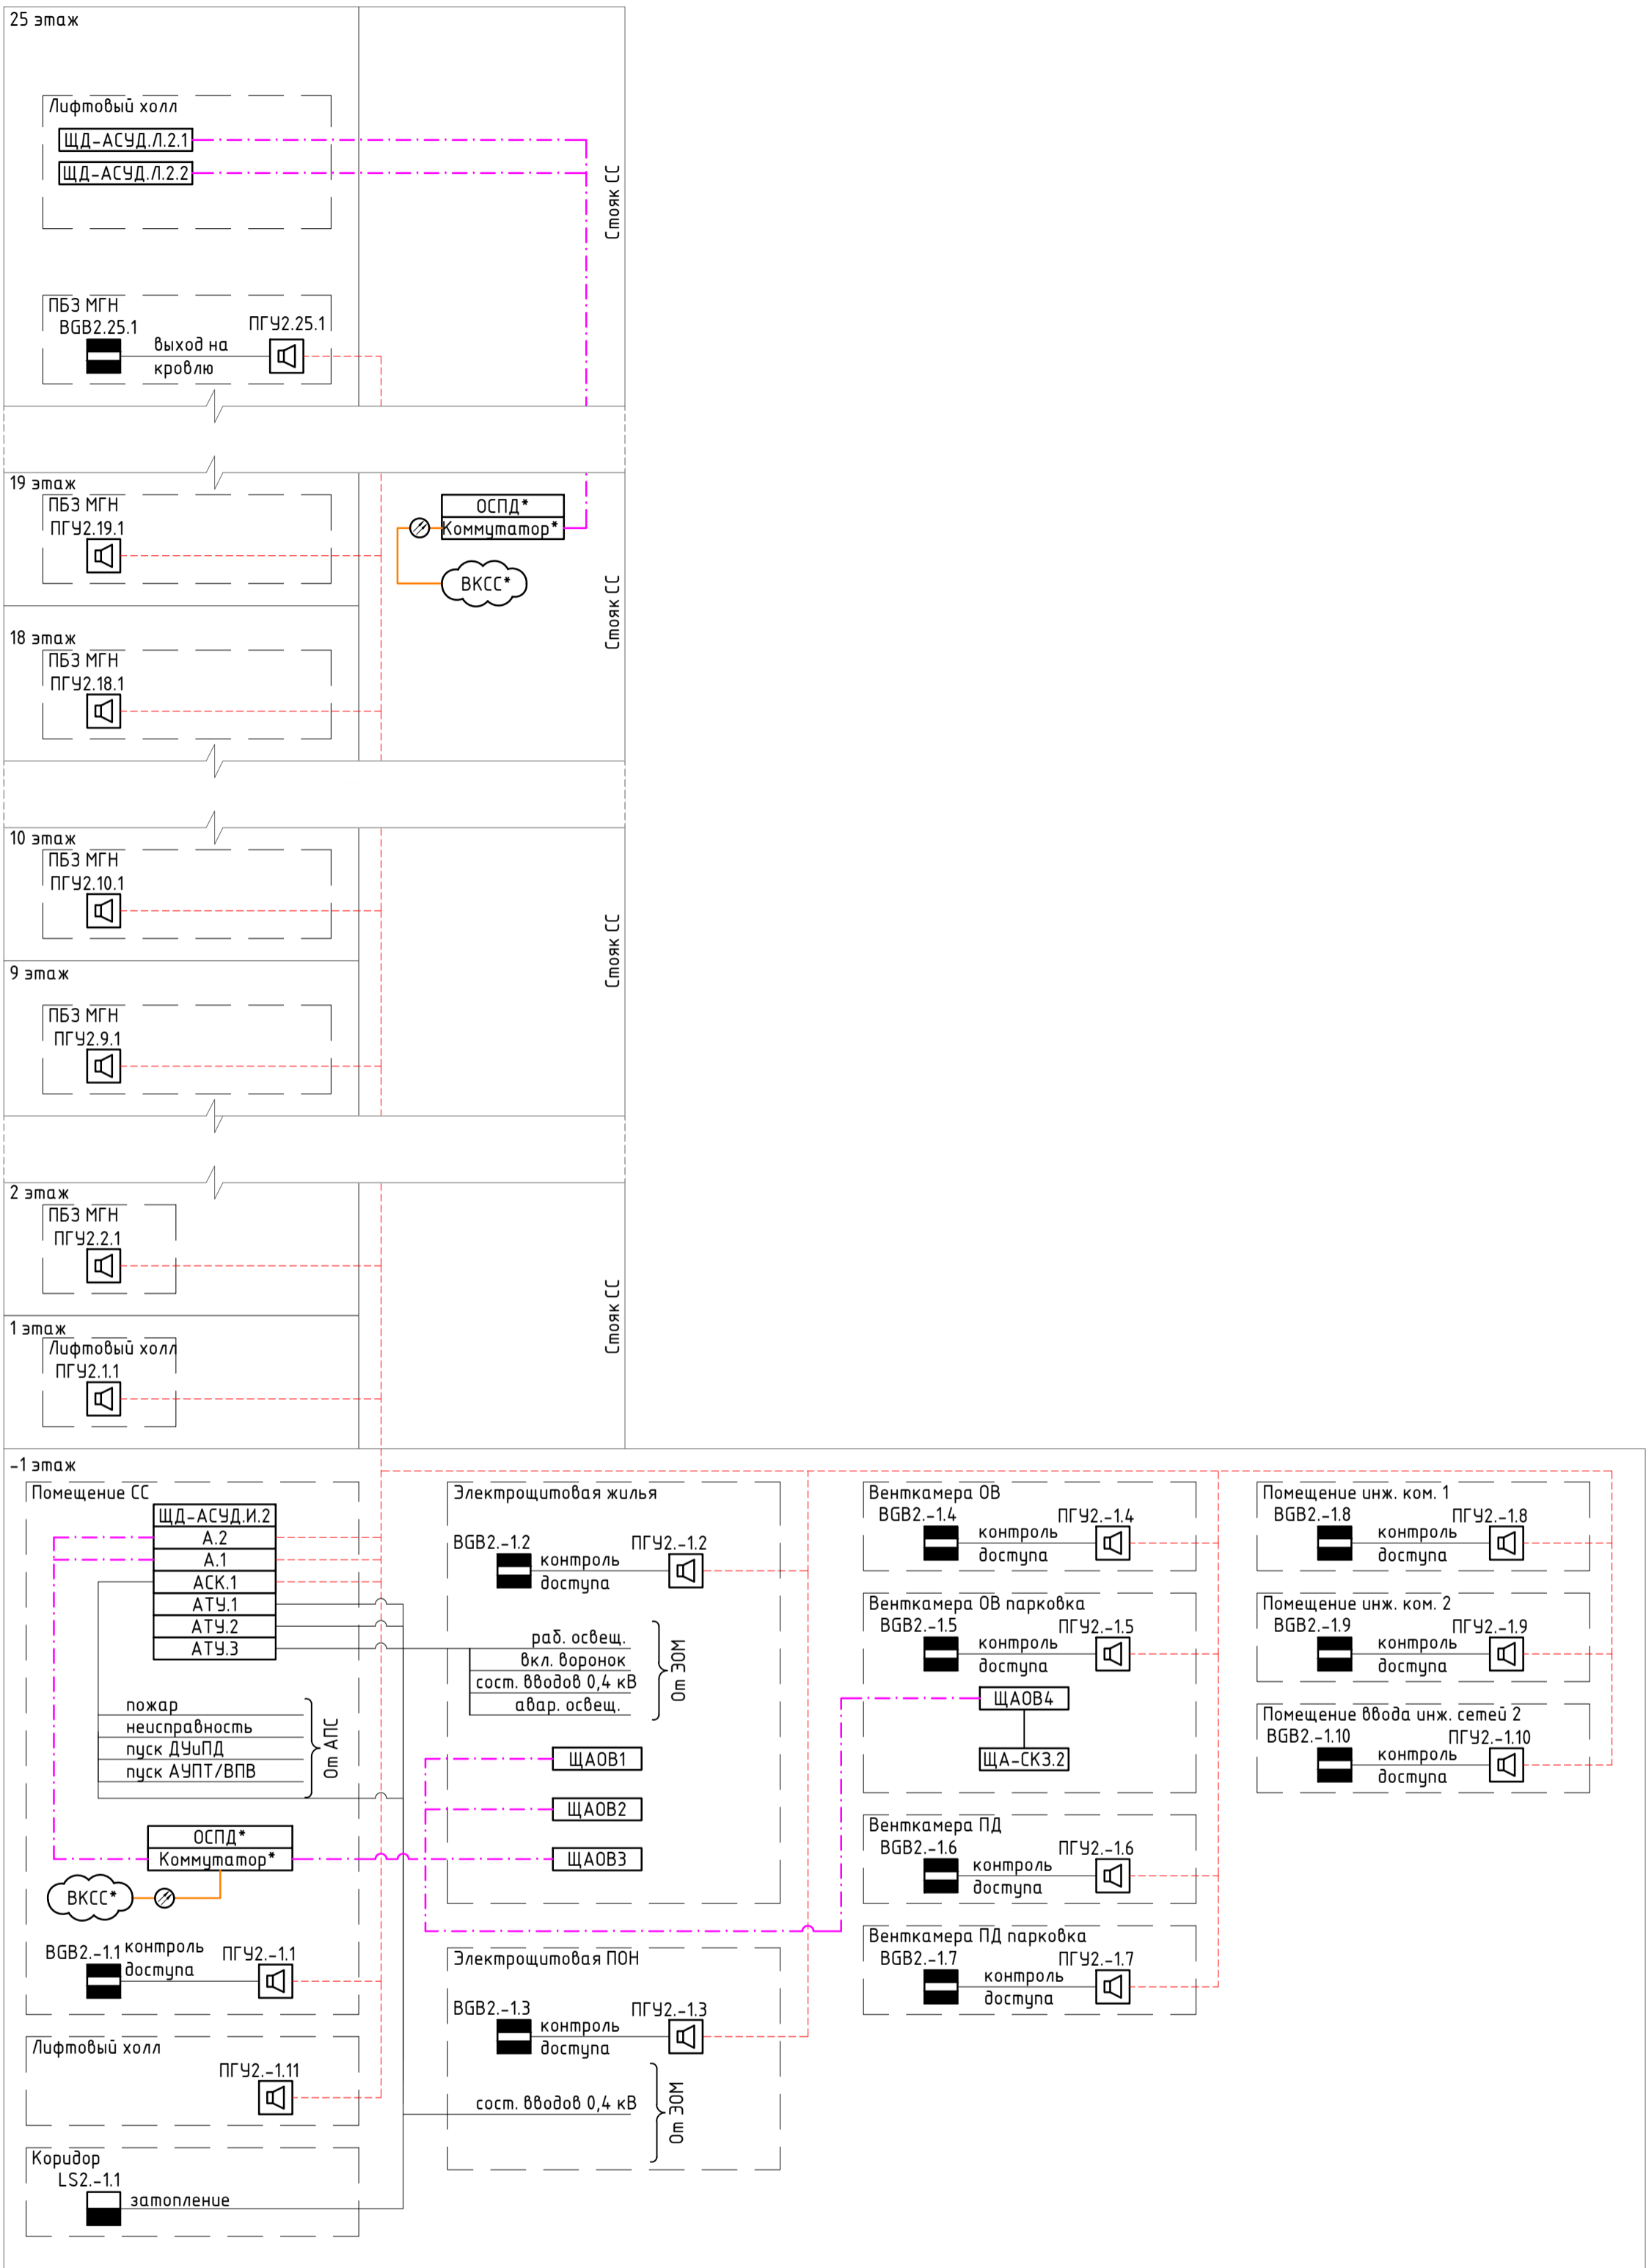 25 этаж
Лифтовый холл
ЩД-АСУД.Л.2.1
ЩД-АСУД.Л.2.2
Стояк СС
ПБЗ МГН
BGB2.25.1
ПГУ2.25.1
выход на
кровлю
19 этаж
ПБЗ МГН
ПГУ2.19.1
ОСПД*
Коммутатор*
ВКСС*
Стояк СС
18 этаж
ПБЗ МГН
ПГУ2.18.1
10 этаж
ПБЗ МГН
ПГУ2.10.1
Стояк СС
9 этаж
ПБЗ МГН
ПГУ2.9.1
2 этаж
ПБЗ МГН
ПГУ2.2.1
Стояк СС
1 этаж
Лифтовый холл
ПГУ2.1.1
-1 этаж
Помещение СС
ЩД-АСУД.И.2
А.2
А.1
АСК.1
АТУ.1
АТУ.2
АТУ.3
пожар
неисправность
пуск ДУиПД
пуск АУПТ/ВПВ
От АПС
ОСПД*
Коммутатор*
ВКСС*
BGB2.-1.1
контроль
доступа
ПГУ2.-1.1
Лифтовый холл
ПГУ2.-1.11
Коридор
LS2.-1.1
затопление
Электрощитовая жилья
BGB2.-1.2
контроль
доступа
ПГУ2.-1.2
раб. освещ.
вкл. воронок
сост. вводов 0,4 кВ
авар. освещ.
От ЭОМ
ЩАОВ1
ЩАОВ2
ЩАОВ3
Электрощитовая ПОН
BGB2.-1.3
контроль
доступа
ПГУ2.-1.3
сост. вводов 0,4 кВ
От ЭОМ
Венткамера ОВ
BGB2.-1.4
контроль
доступа
ПГУ2.-1.4
Венткамера ОВ парковка
BGB2.-1.5
контроль
доступа
ПГУ2.-1.5
ЩАОВ4
ЩА-СКЗ.2
Венткамера ПД
BGB2.-1.6
контроль
доступа
ПГУ2.-1.6
Венткамера ПД парковка
BGB2.-1.7
контроль
доступа
ПГУ2.-1.7
Помещение инж. ком. 1
BGB2.-1.8
контроль
доступа
ПГУ2.-1.8
Помещение инж. ком. 2
BGB2.-1.9
контроль
доступа
ПГУ2.-1.9
Помещение ввода инж. сетей 2
BGB2.-1.10
контроль
доступа
ПГУ2.-1.10